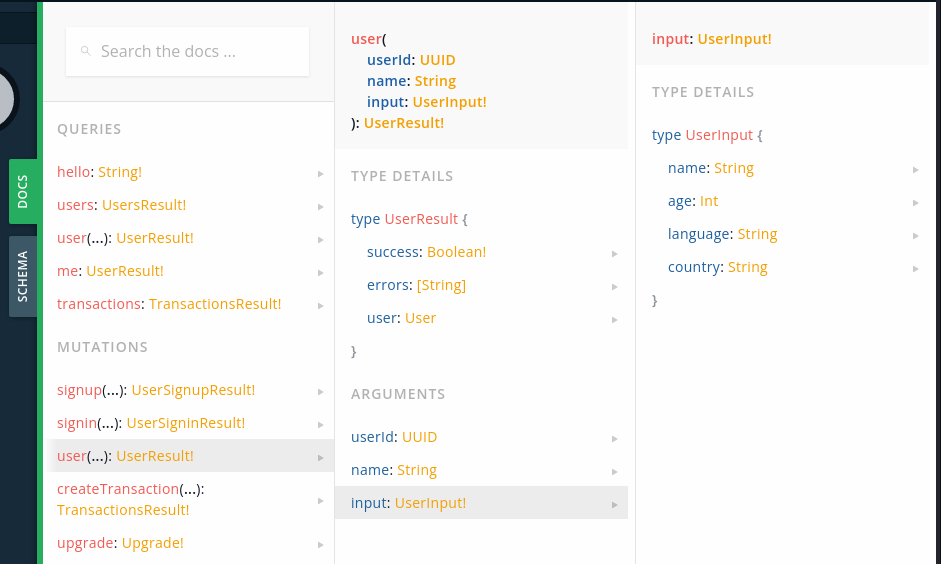 DOCS
SCHEMA
Search the docs ...
QUERIES
hello: String!
users: UsersResult!
user(...): UserResult!
me: UserResult!
transactions: TransactionsResult!
MUTATIONS
signup(...): UserSignupResult!
signin(...): UserSignInResult!
user(...): UserResult!
createTransaction(...):
TransactionsResult!
upgrade: Upgrade!
user(
userId: UUID
name: String
input: UserInput!
): UserResult!
TYPE DETAILS
type UserResult {
success: Boolean!
errors: [String]
user: User
}
ARGUMENTS
userId: UUID
name: String
input: UserInput!
input: UserInput!
TYPE DETAILS
type UserInput {
name: String
age: Int
language: String
country: String
}